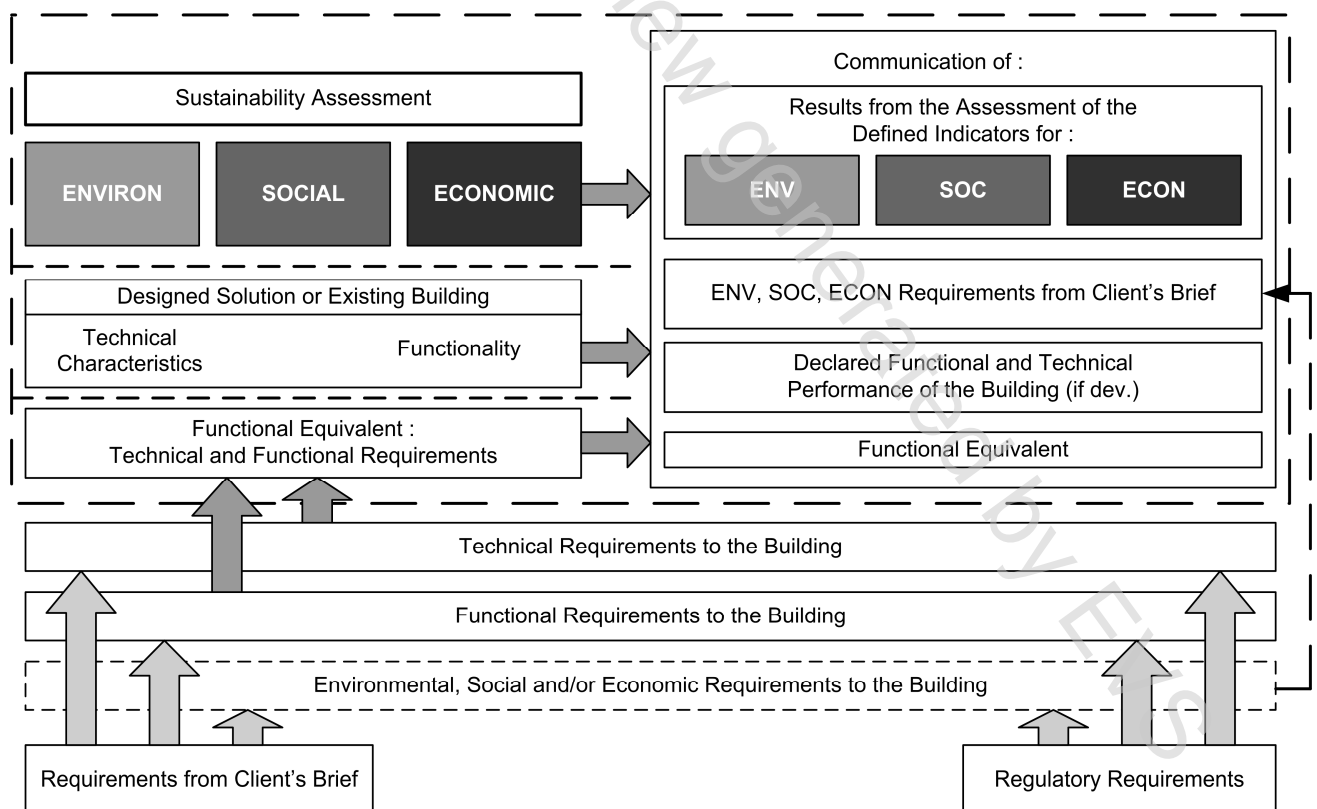 Sustainability Assessment
ENVIRON
SOCIAL
ECONOMIC
Communication of :
Results from the Assessment of the
Defined Indicators for :
ENV
SOC
ECON
Designed Solution or Existing Building
Technical
Characteristics
Functionality
ENV, SOC, ECON Requirements from Client's Brief
Declared Functional and Technical
Performance of the Building (if dev.)
Functional Equivalent :
Technical and Functional Requirements
Functional Equivalent
Technical Requirements to the Building
Functional Requirements to the Building
Environmental, Social and/or Economic Requirements to the Building
Requirements from Client's Brief
Regulatory Requirements
ew generated by EVS